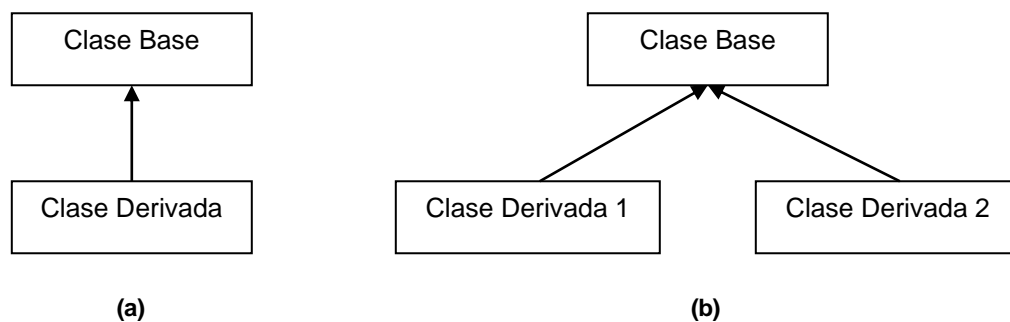 Clase Base
Clase Base
Clase Derivada
Clase Derivada 1
Clase Derivada 2
(a)
(b)